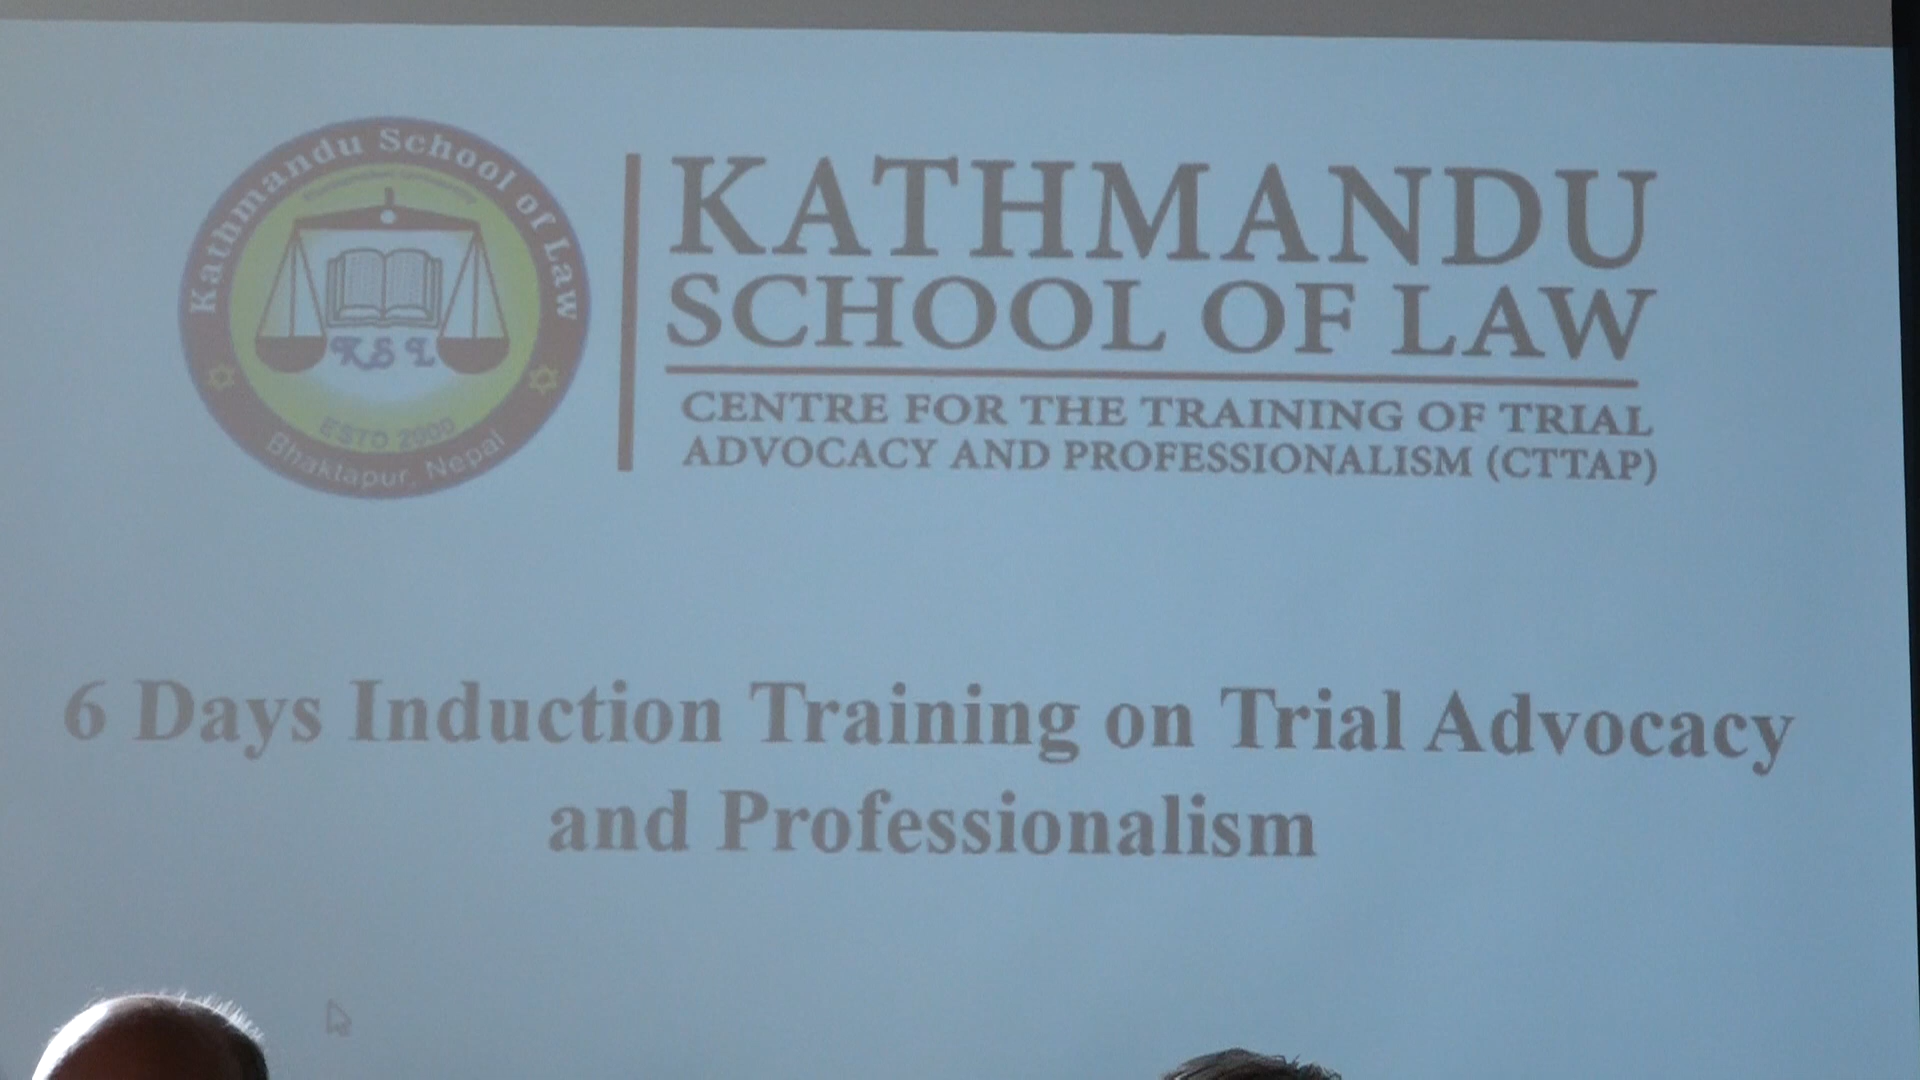 Kathmandu School of Law
KSL
ESTD 2000
Bhaktapur, Nepal
KATHMANDU
SCHOOL OF LAW
CENTRE FOR THE TRAINING OF TRIAL
ADVOCACY AND PROFESSIONALISM (CTTAP)
6 Days Induction Training on Trial Advocacy
and Professionalism